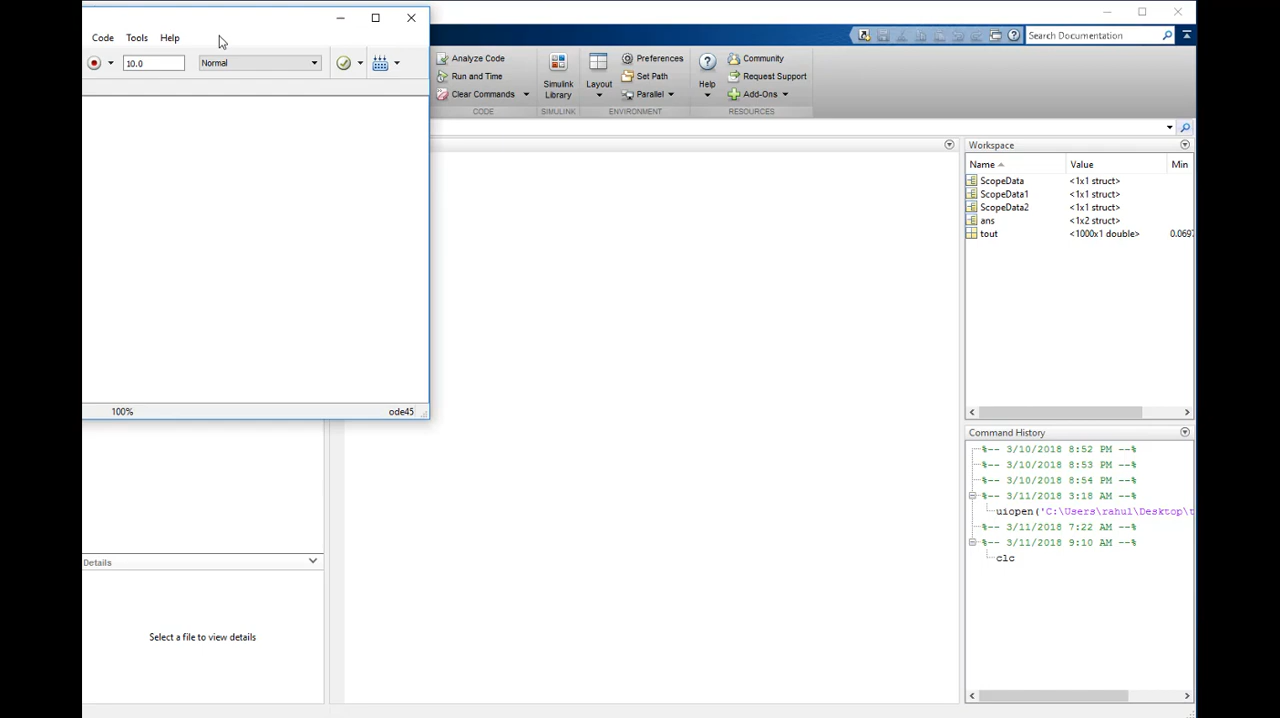 Code Tools Help
10.0 Normal
100% ode45
Details
Select a file to view details
Search Documentation
Analyze Code
Run and Time
Clear Commands
CODE
Simulink
Library
SIMULINK
Layout
Preferences
Set Path
Parallel
ENVIRONMENT
Help
Community
Request Support
Add-Ons
RESOURCES
Workspace
Name Value Min
ScopeData <1x1 struct>
ScopeData1 <1x1 struct>
ScopeData2 <1x1 struct>
ans <1x2 struct>
tout <1000x1 double> 0.069
Command History
%-- 3/10/2018 8:52 PM --%
%-- 3/10/2018 8:53 PM --%
%-- 3/10/2018 8:54 PM --%
%-- 3/11/2018 3:18 AM --%
uiopen('C:\Users\rahul\Desktop\t
%-- 3/11/2018 7:22 AM --%
%-- 3/11/2018 9:10 AM --%
clc